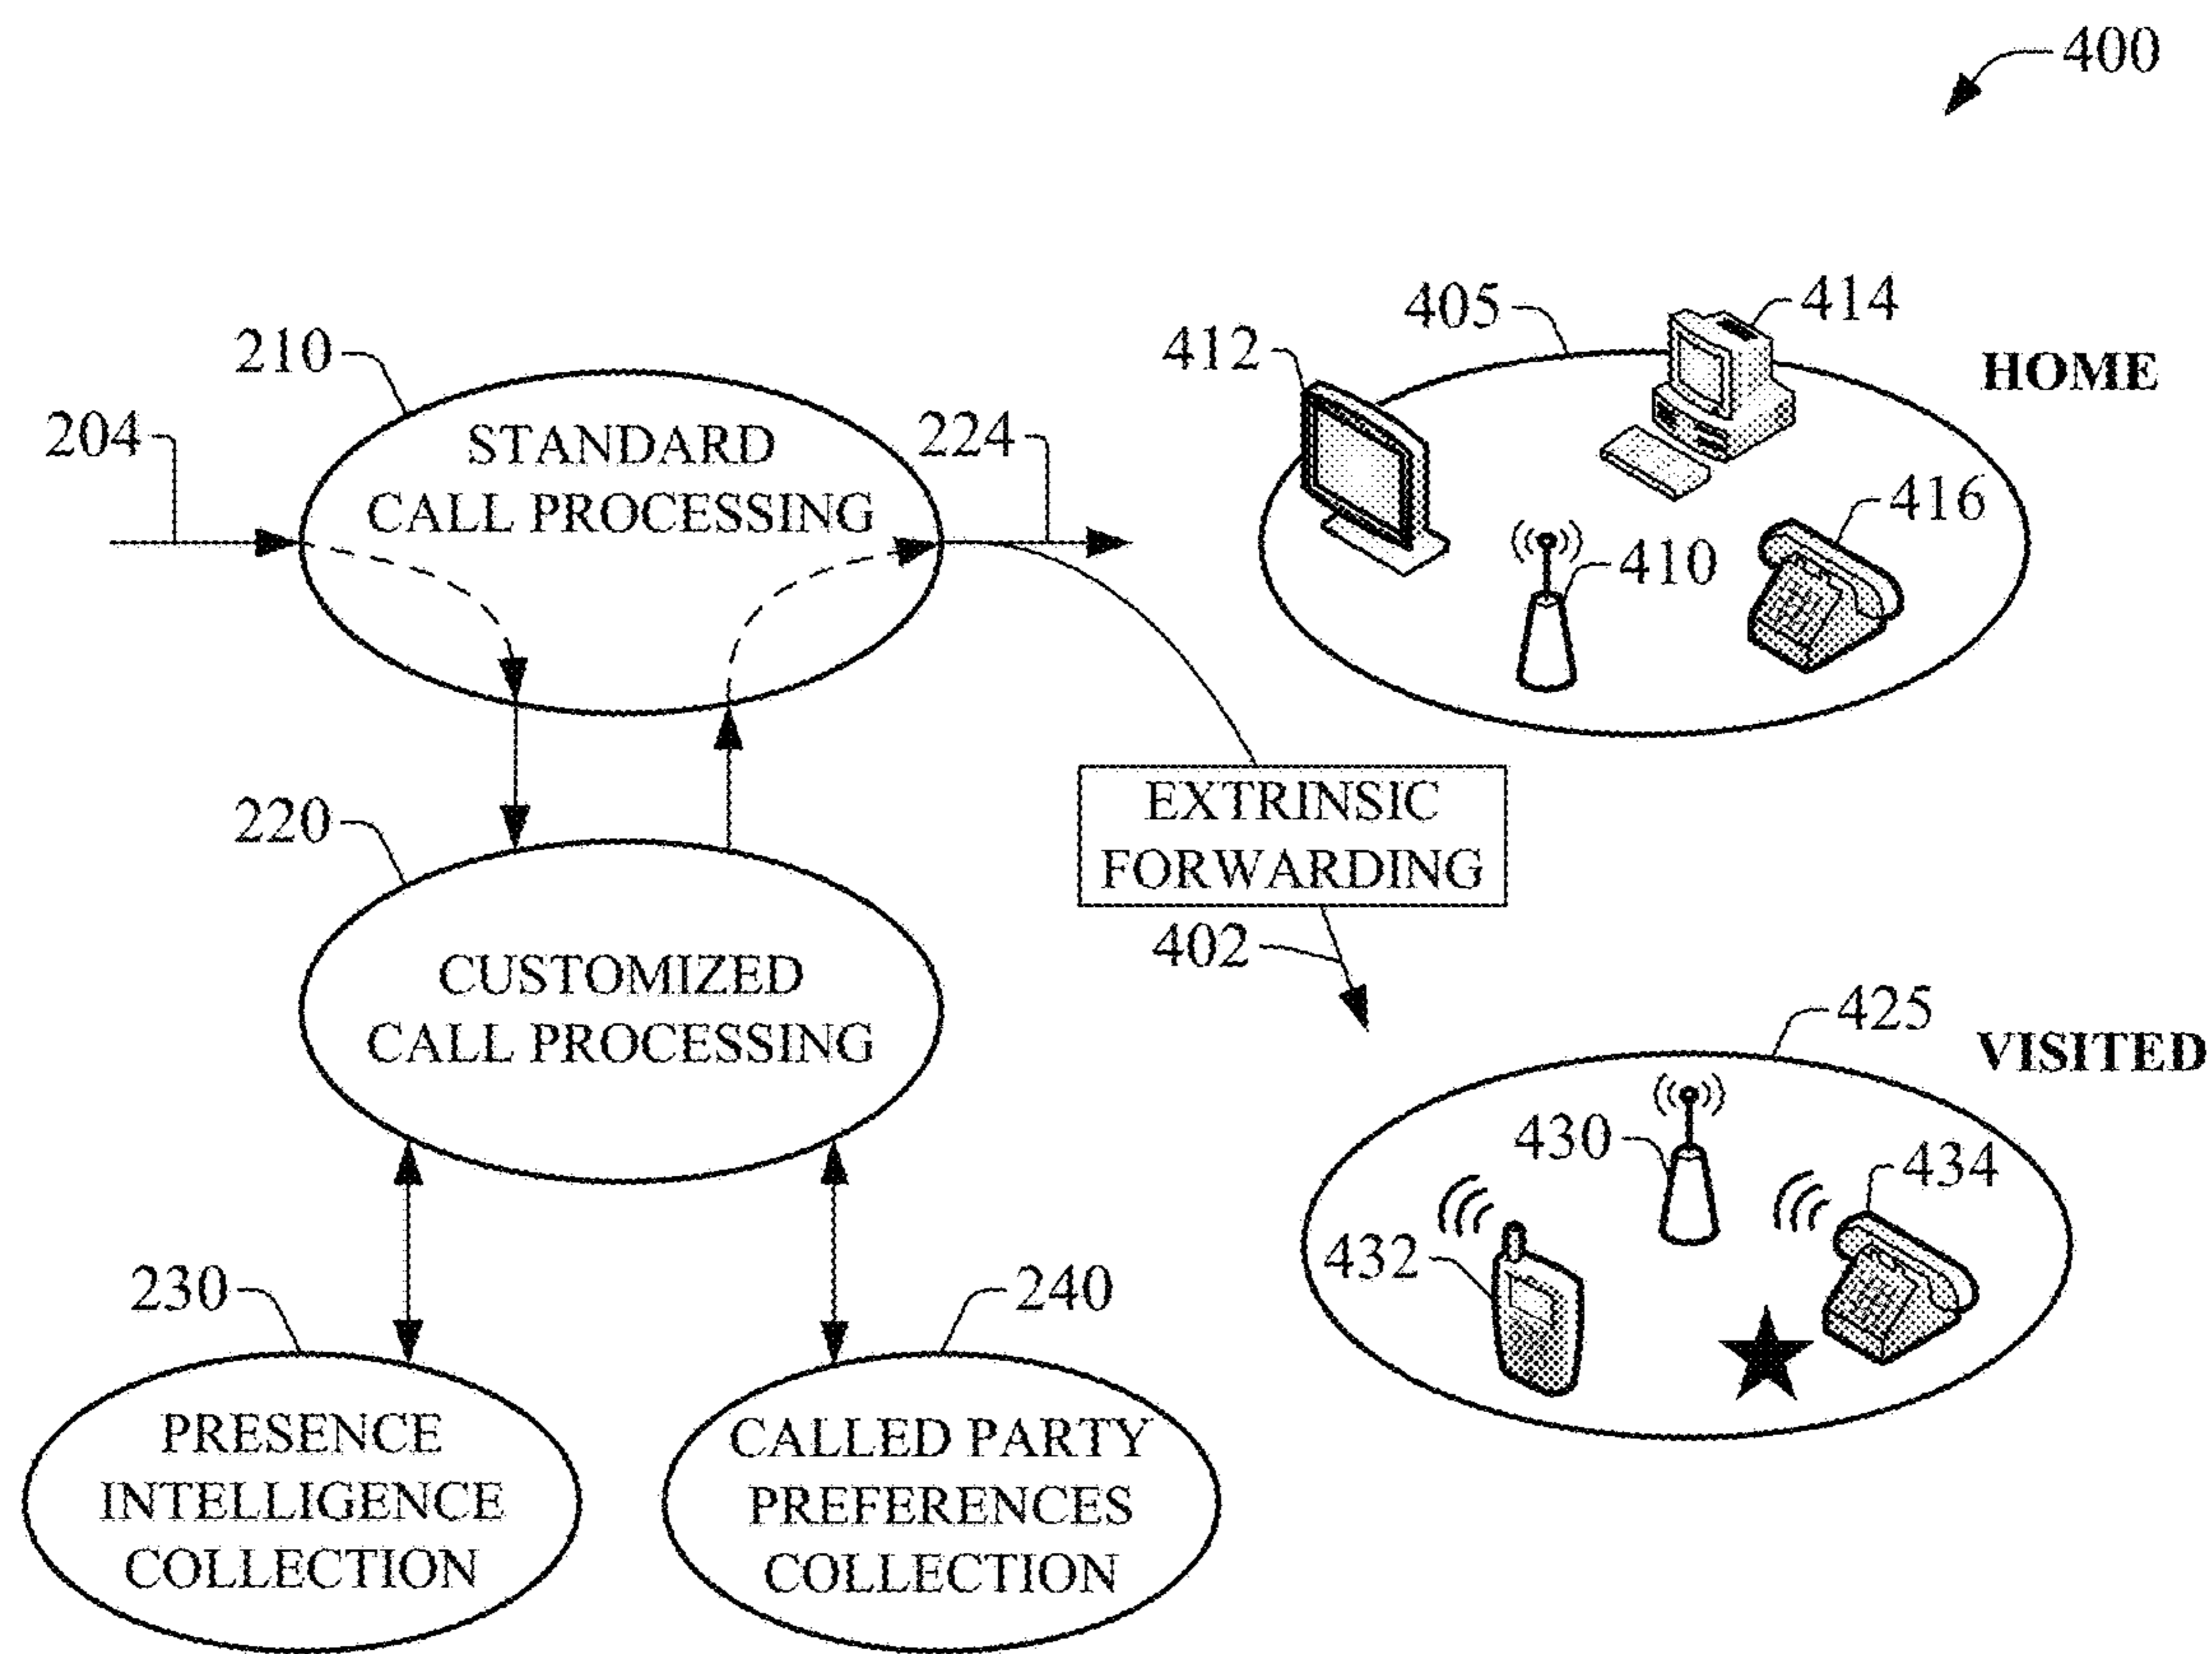 400
405
414
412
HOME
210
204
STANDARD
CALL PROCESSING
224
416
410
220
EXTRINSIC
FORWARDING
402
CUSTOMIZED
CALL PROCESSING
425
VISITED
430
434
432
230
240
PRESENCE
INTELLIGENCE
COLLECTION
CALLED PARTY
PREFERENCES
COLLECTION